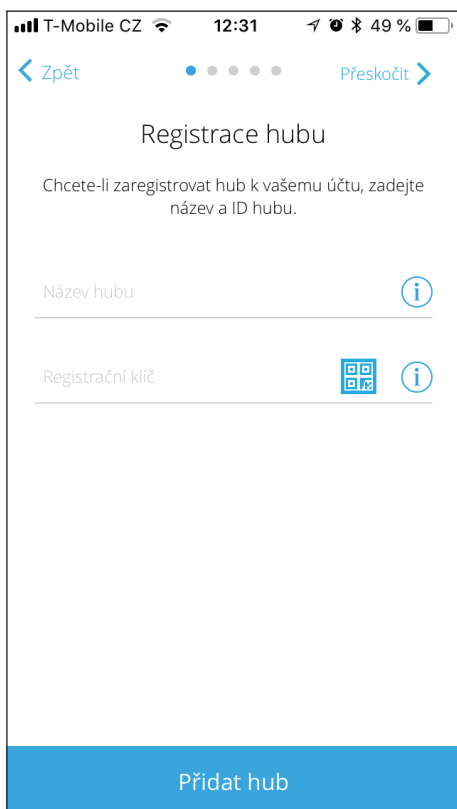 T-Mobile CZ 12:31 49 %
Zpět Přeskočit
Registrace hubu
Chcete-li zaregistrovat hub k vašemu účtu, zadejte
název a ID hubu.
Název hubu
Registrační klíč
Přidat hub